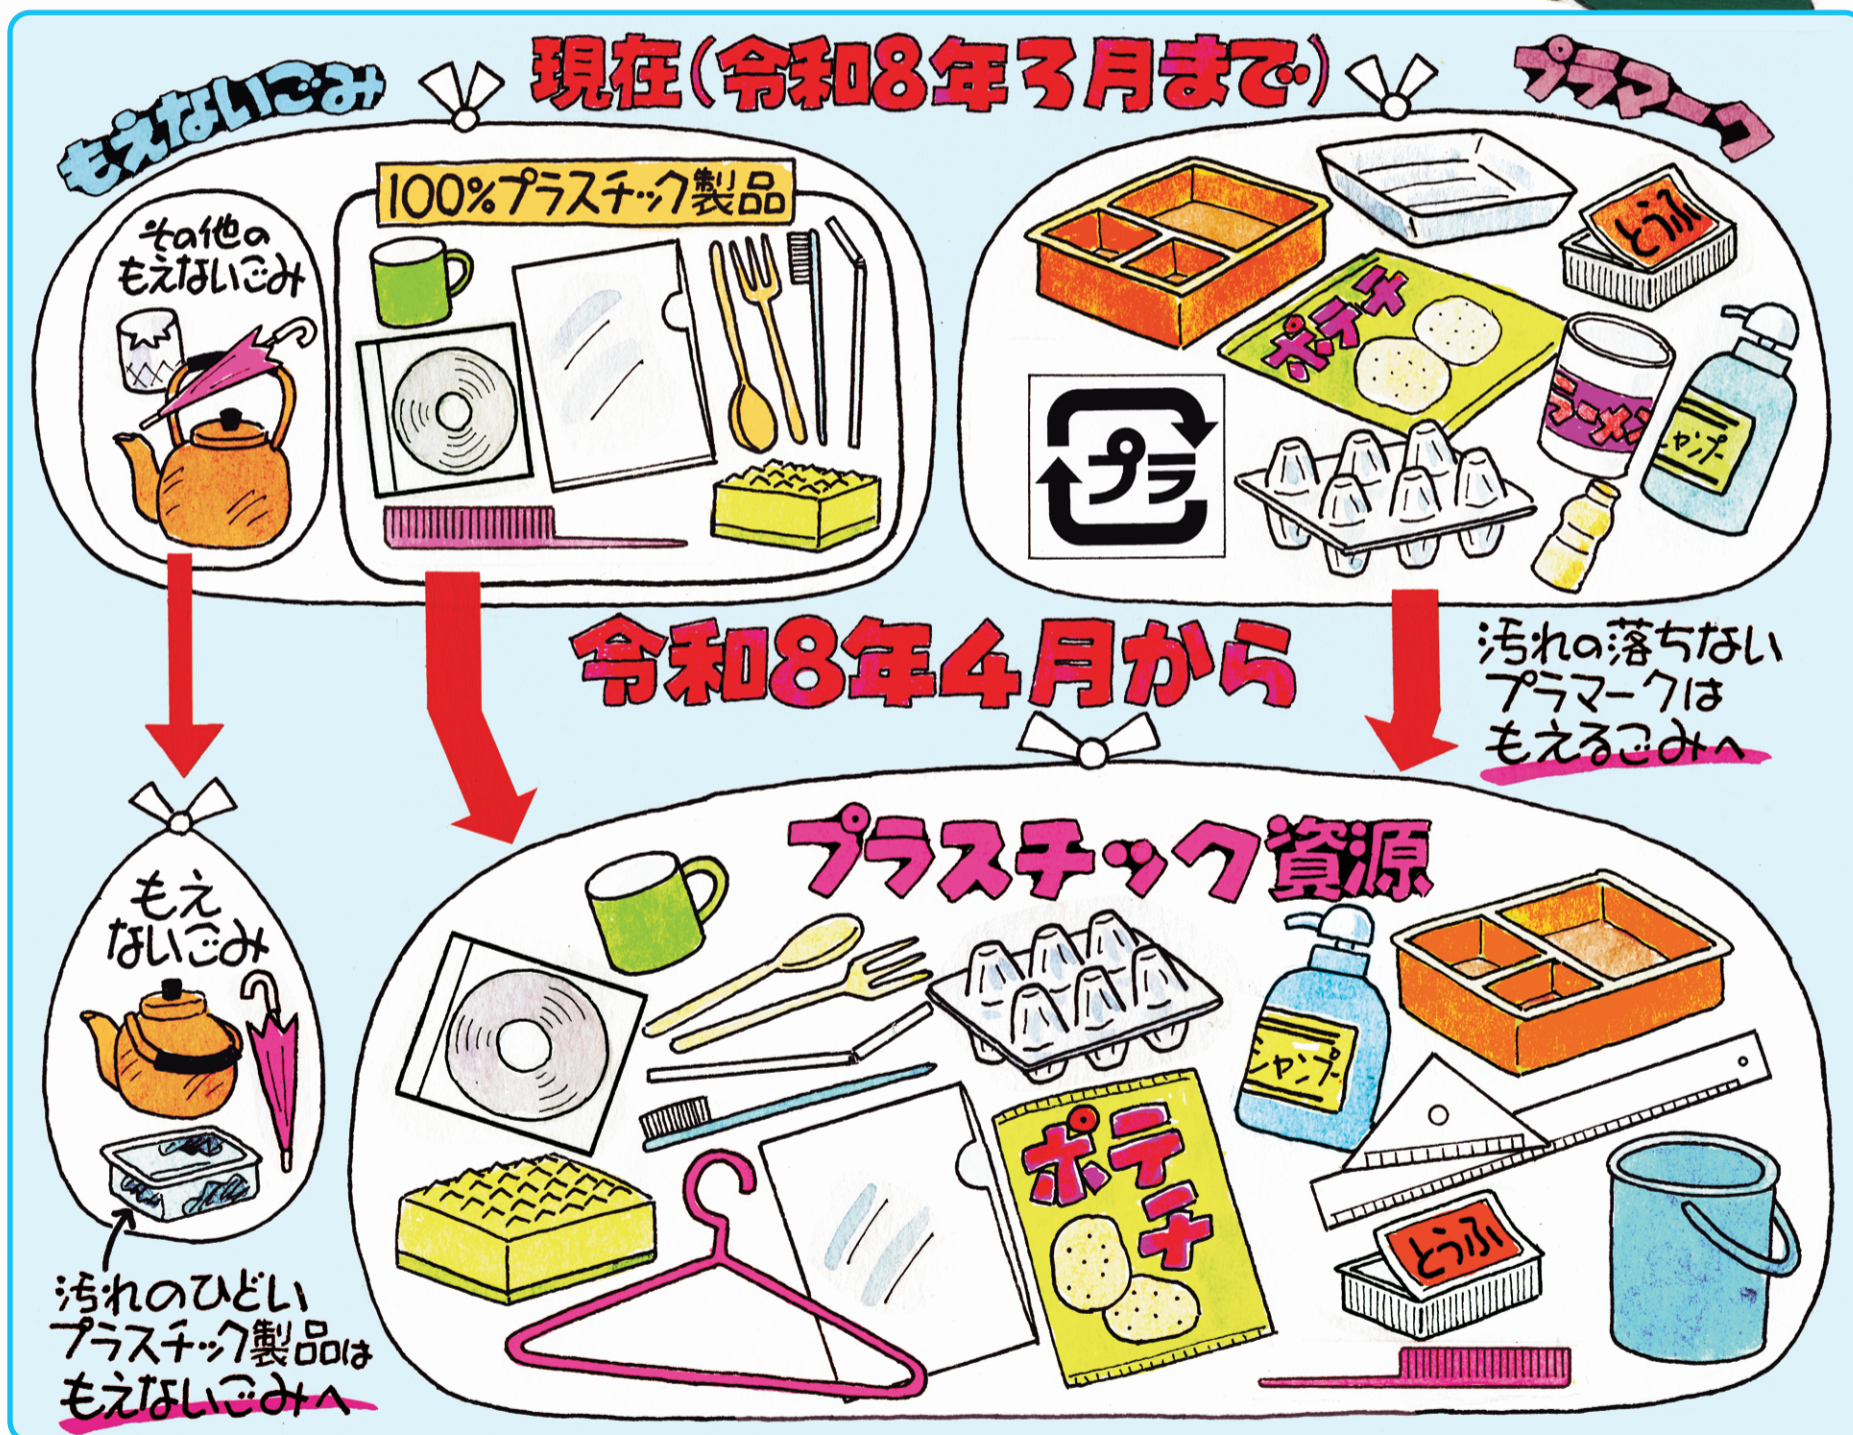 現在(令和8年3月まで)
もえないごみ
プラマーク
その他の
もえないごみ
100%プラスチック製品
とうふ
ポテチ
ラーメン
シャンプー
プラ
令和8年4月から
汚れの落ちない
プラマークは
もえるごみへ
もえ
ないごみ
汚れのひどい
プラスチック製品は
もえないごみへ
プラスチック資源
シャンプー
ポテチ
とうふ